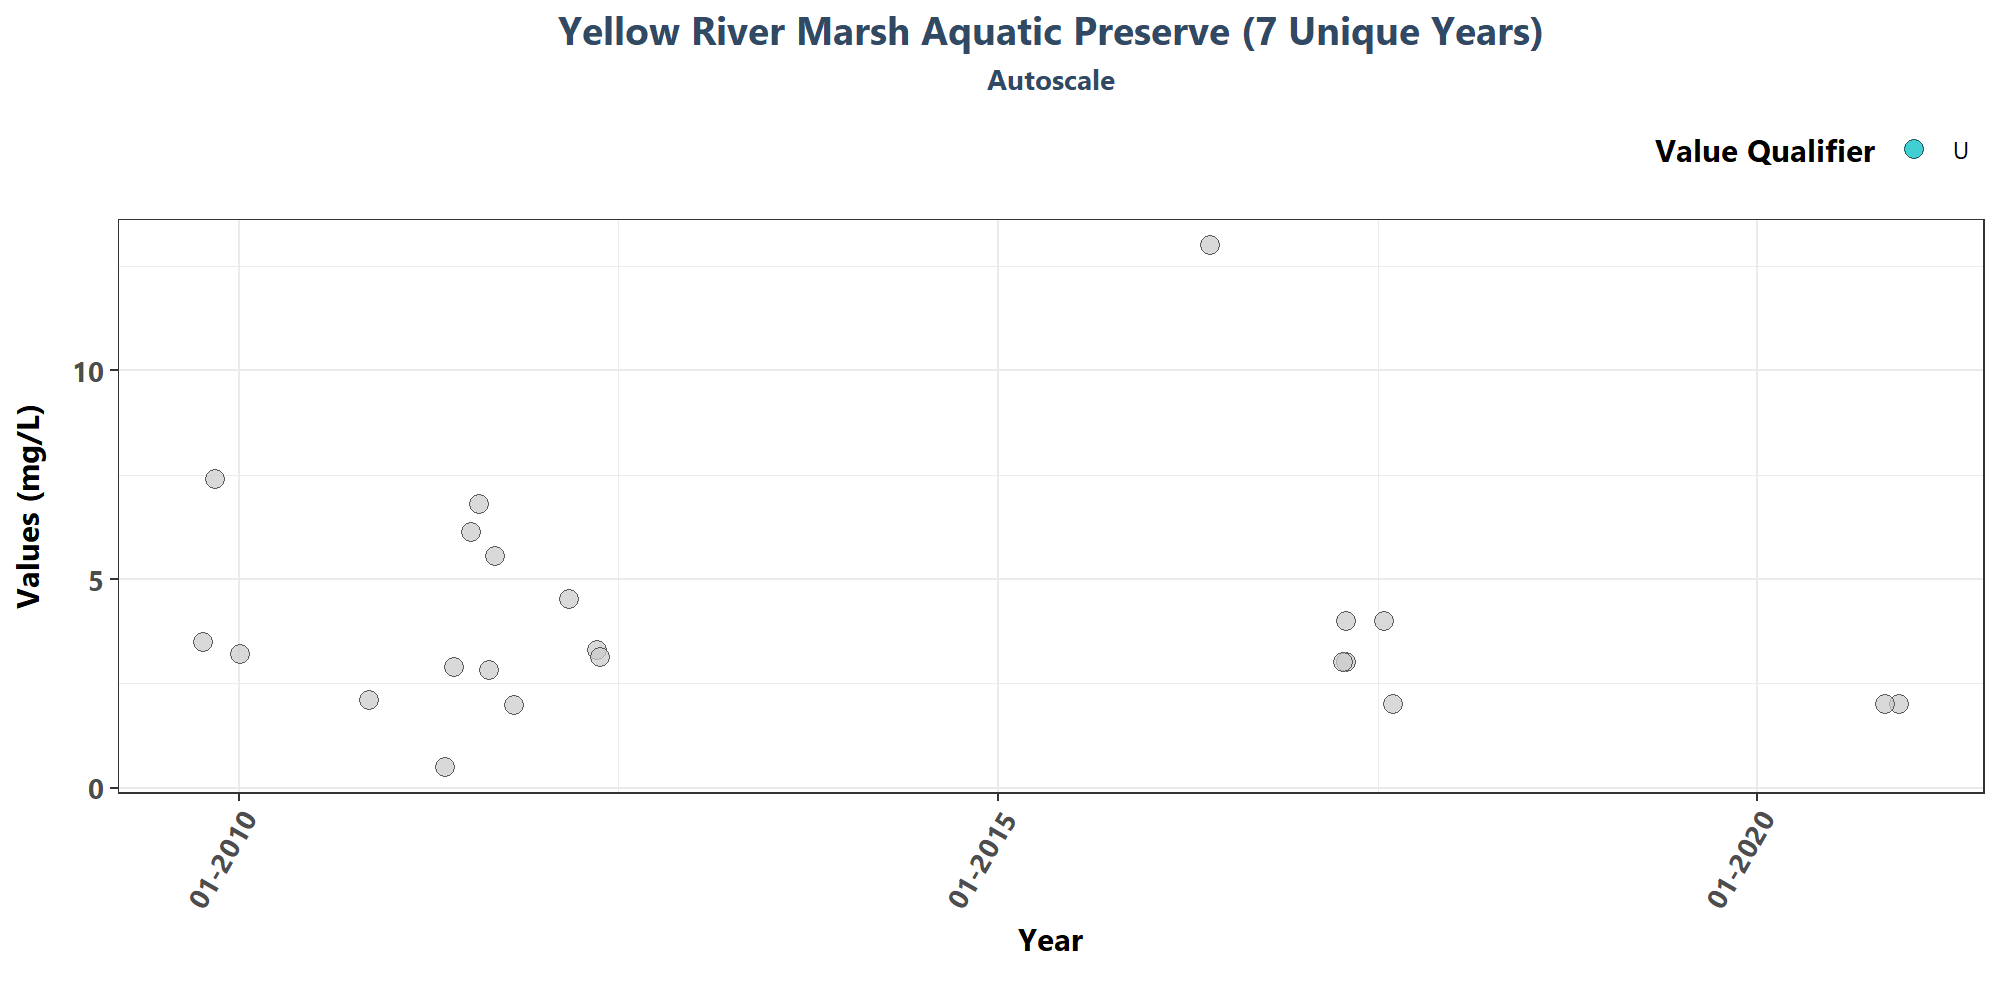 Yellow River Marsh Aquatic Preserve (7 Unique Years)
Autoscale
Value Qualifier U
Values (mg/L)
10
5
0
01-2010
01-2015
01-2020
Year